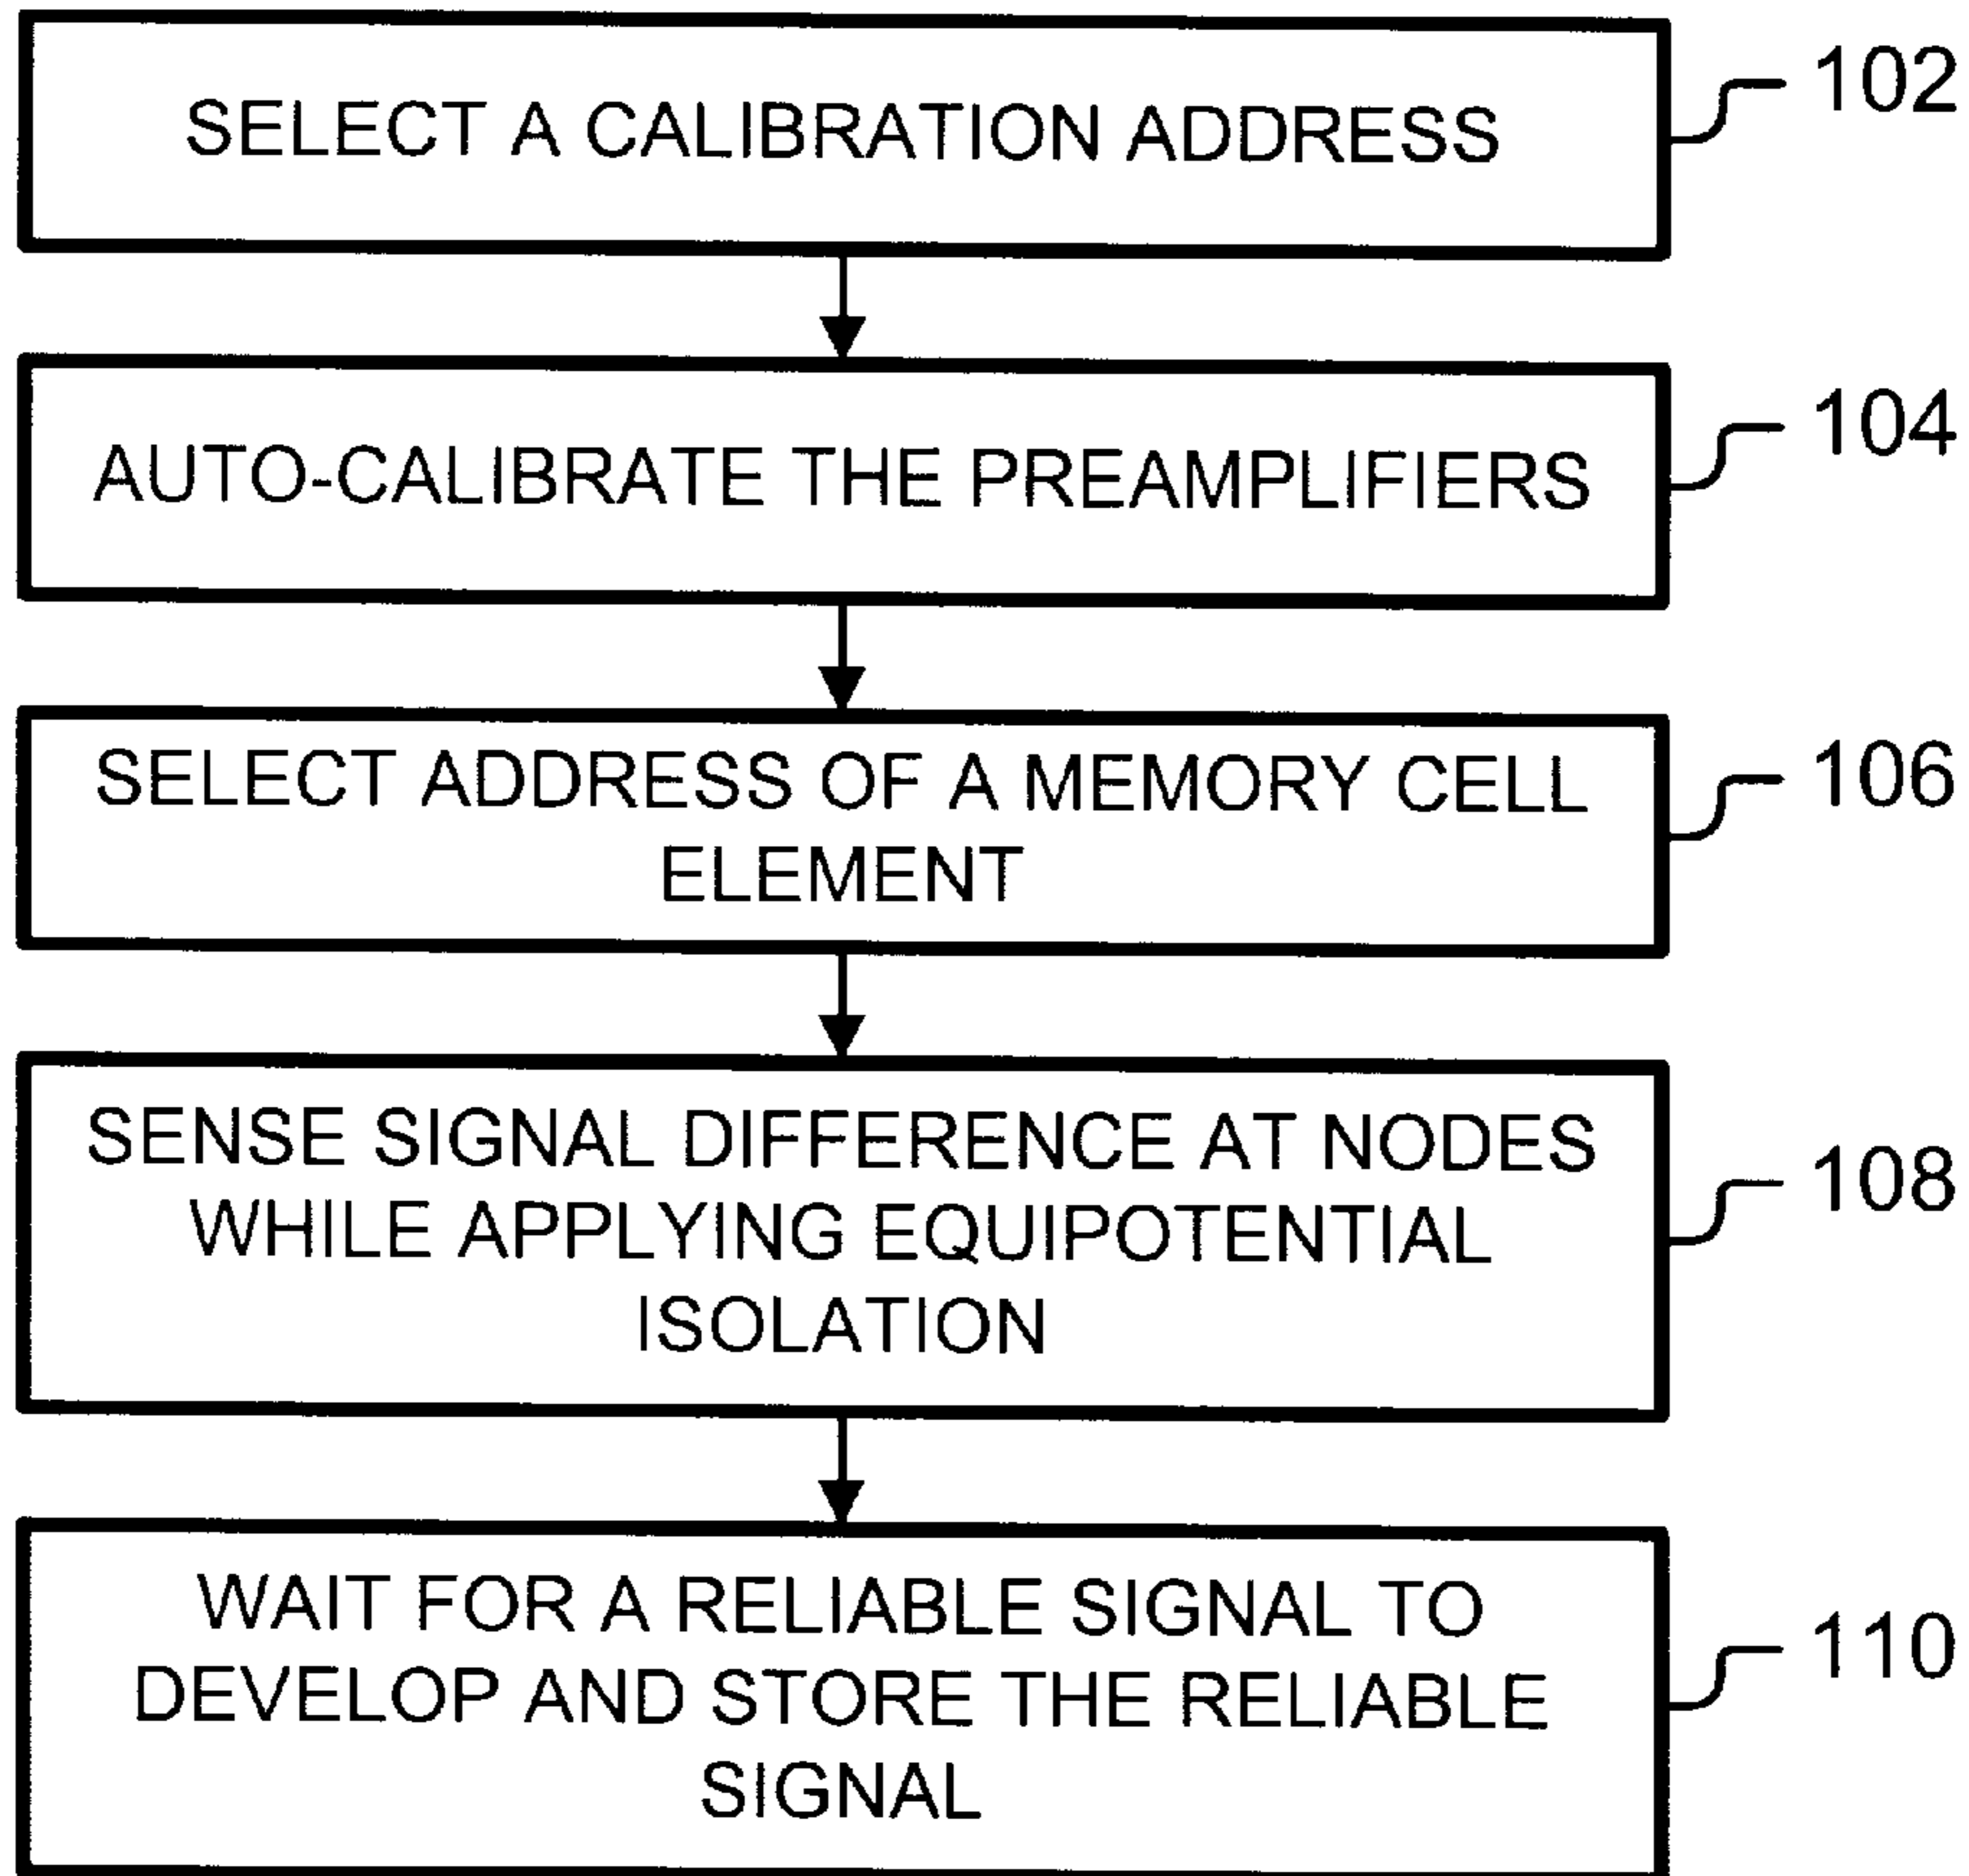 SELECT A CALIBRATION ADDRESS
102
AUTO-CALIBRATE THE PREAMPLIFIERS
104
SELECT ADDRESS OF A MEMORY CELL
ELEMENT
106
SENSE SIGNAL DIFFERENCE AT NODES
WHILE APPLYING EQUIPOTENTIAL
ISOLATION
108
WAIT FOR A RELIABLE SIGNAL TO
DEVELOP AND STORE THE RELIABLE
SIGNAL
110